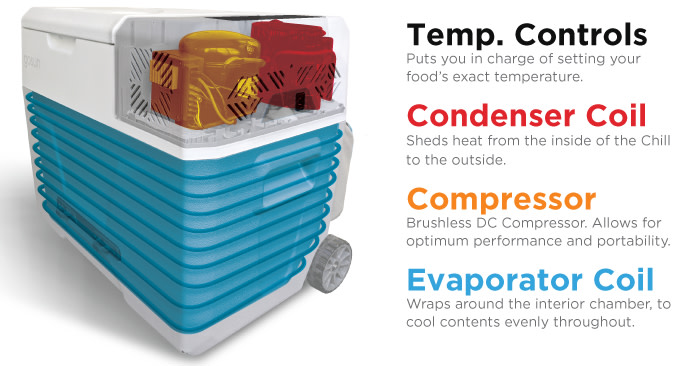 gosun
Temp. Controls
Puts you in charge of setting your
food's exact temperature.
Condenser Coil
Sheds heat from the inside of the Chill
to the outside.
Compressor
Brushless DC Compressor. Allows for
optimum performance and portability.
Evaporator Coil
Wraps around the interior chamber, to
cool contents evenly throughout.